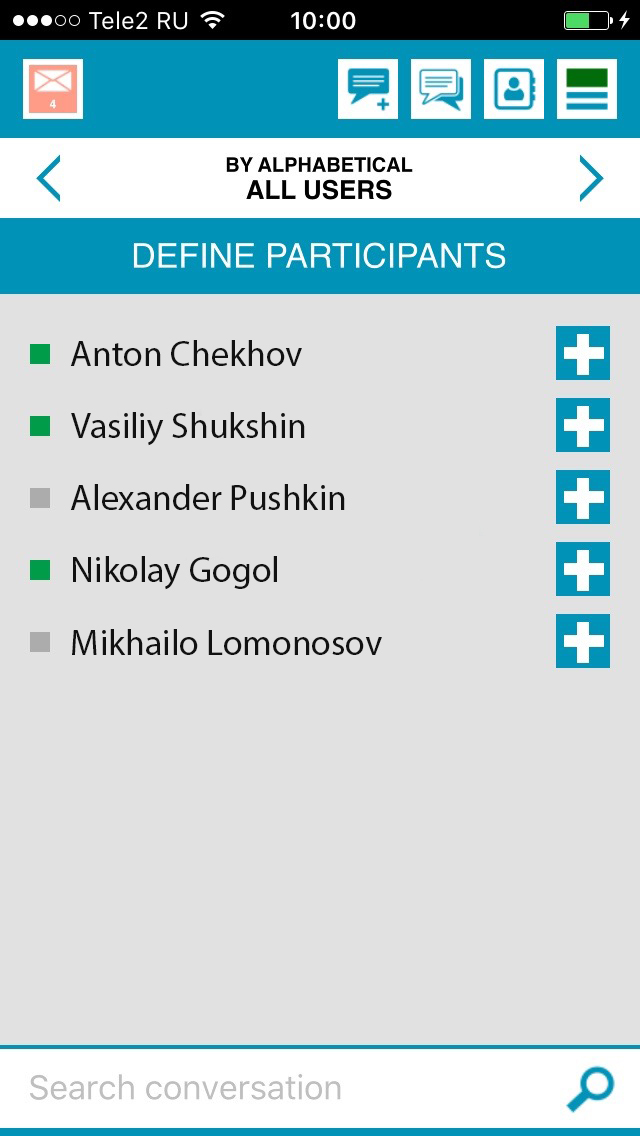 Tele2 RU 10:00
4
BY ALPHABETICAL
ALL USERS
DEFINE PARTICIPANTS
Anton Chekhov
Vasiliy Shukshin
Alexander Pushkin
Nikolay Gogol
Mikhailo Lomonosov
Search conversation